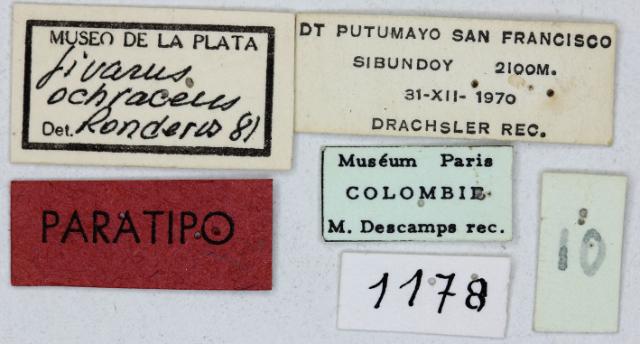 MUSEO DE LA PLATA
Jivarus
ochraceus
Det. Ronderos 81
DT PUTUMAYO SAN FRANCISCO
SIBUNDOY 2100M.
31-XII- 1970
DRACHSLER REC.
PARATIPO
Muséum Paris
COLOMBIE
M. Descamps rec.
1178
10